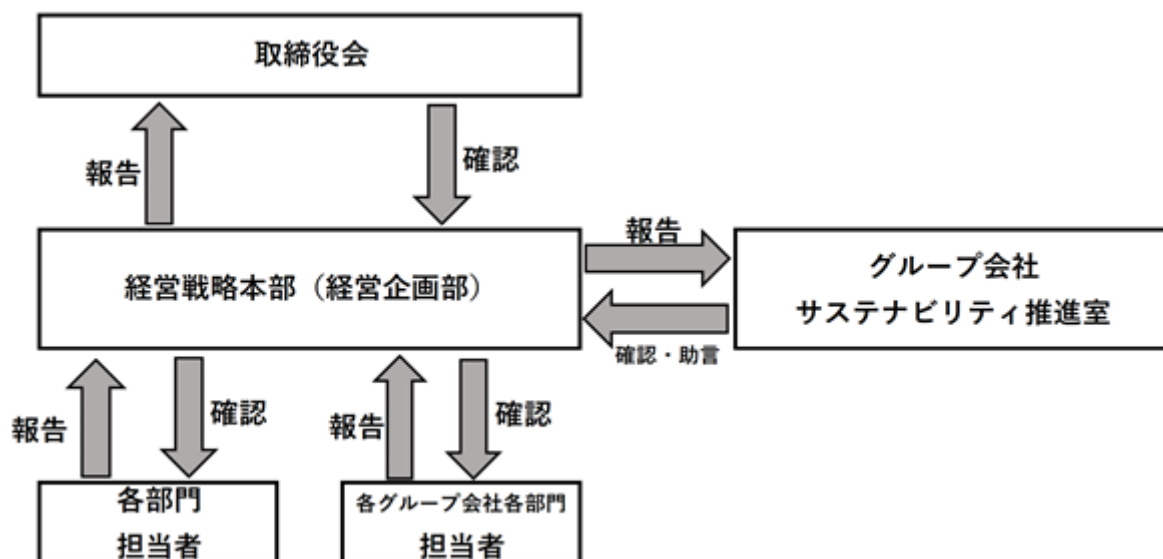 取締役会
報告
確認
報告
経営戦略本部（経営企画部）
グループ会社
サステナビリティ推進室
確認・助言
報告
確認
報告
確認
各部門
担当者
各グループ会社各部門
担当者